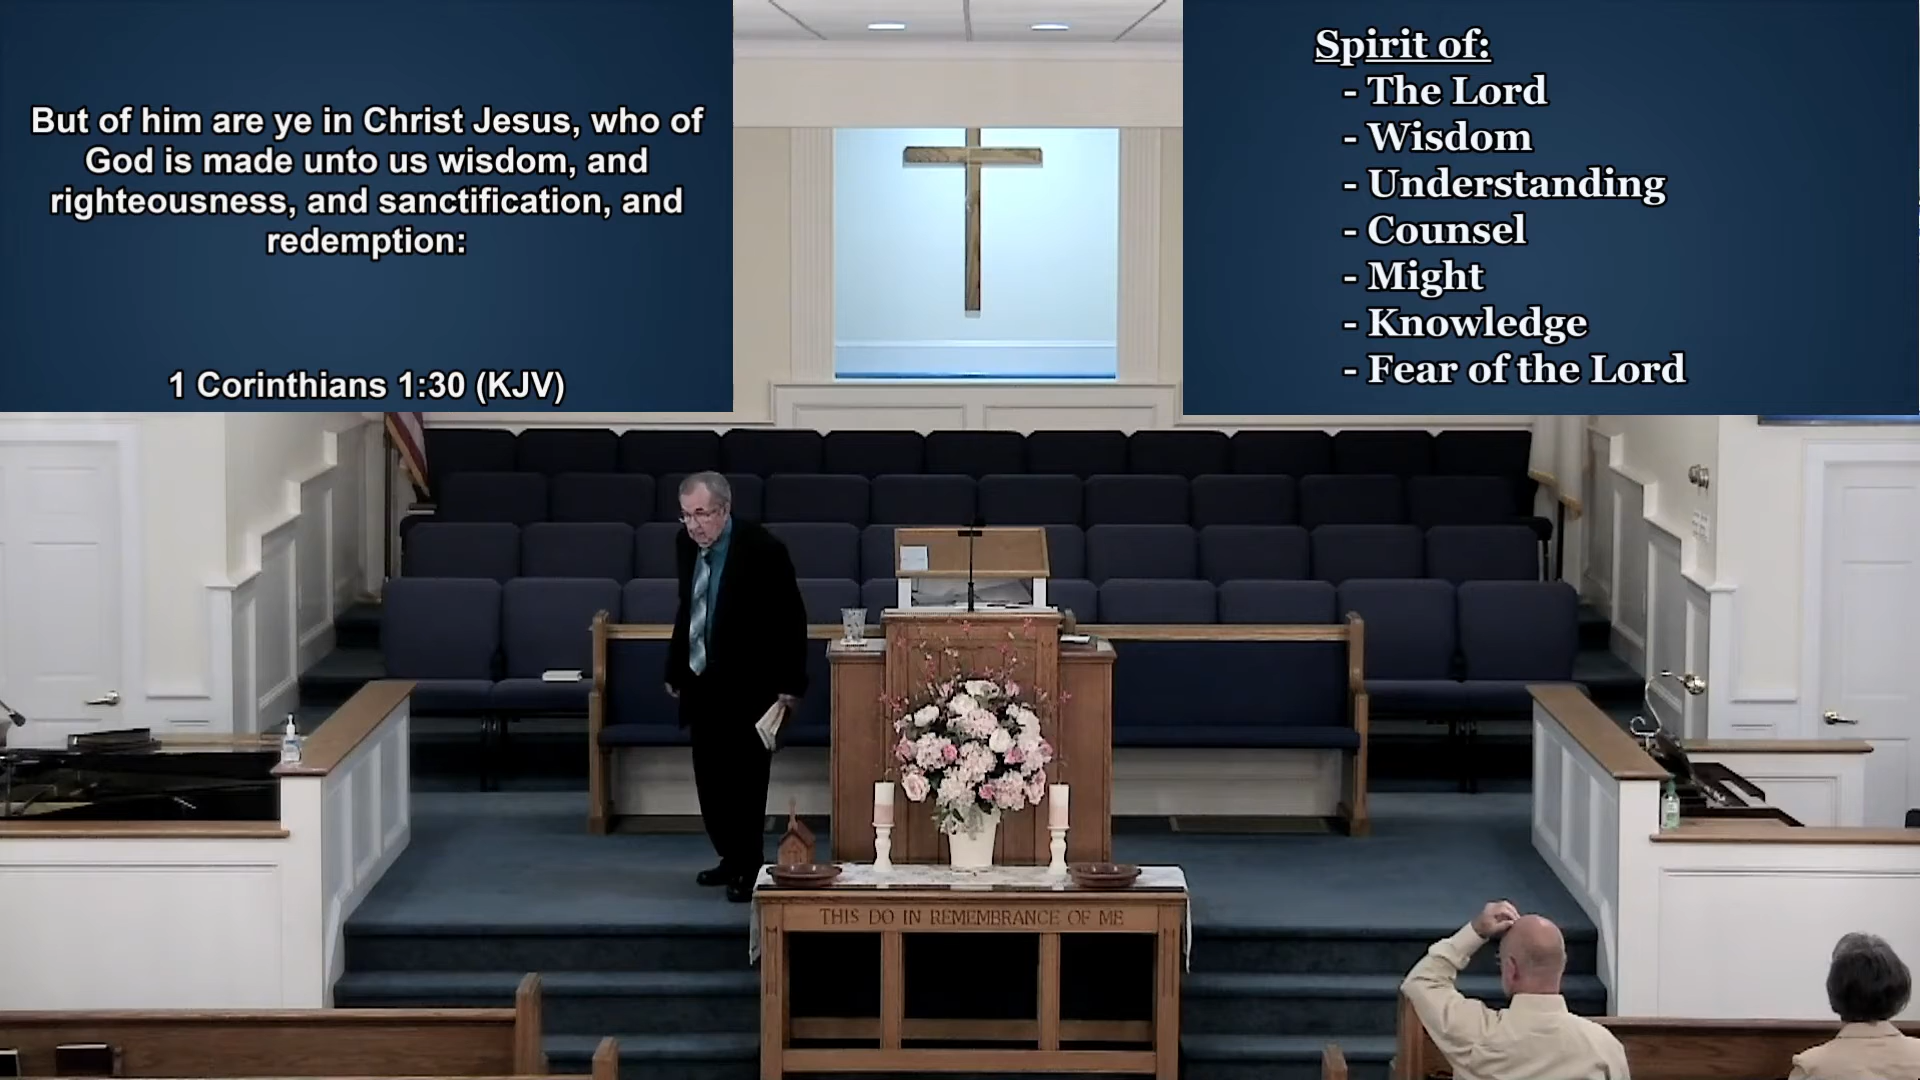 But of him are ye in Christ Jesus, who of
God is made unto us wisdom, and
righteousness, and sanctification, and
redemption:
1 Corinthians 1:30 (KJV)
Spirit of:
- The Lord
- Wisdom
- Understanding
- Counsel
- Might
- Knowledge
- Fear of the Lord
THIS DO IN REMEMBRANCE OF ME